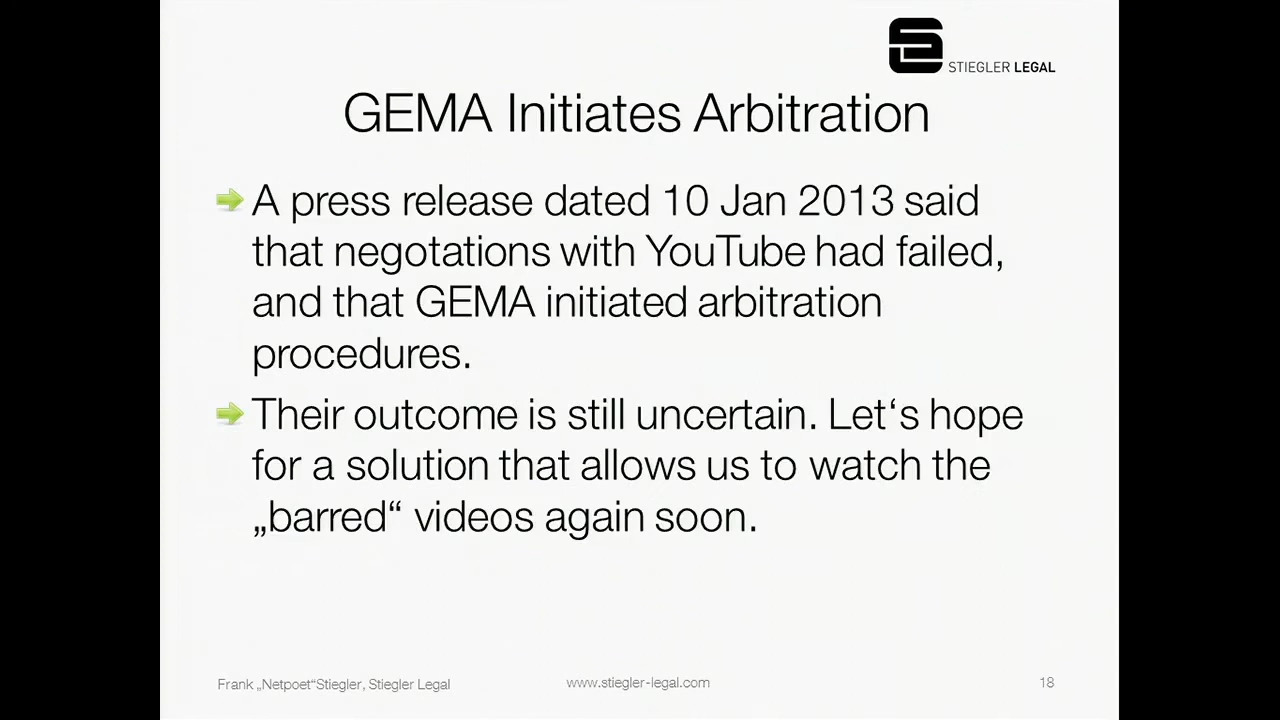 STIEGLER LEGAL
GEMA Initiates Arbitration
A press release dated 10 Jan 2013 said
that negotations with YouTube had failed,
and that GEMA initiated arbitration
procedures.
Their outcome is still uncertain. Let‘s hope
for a solution that allows us to watch the
„barred“ videos again soon.
Frank „Netpoet“Stiegler, Stiegler Legal
www.stiegler-legal.com
18